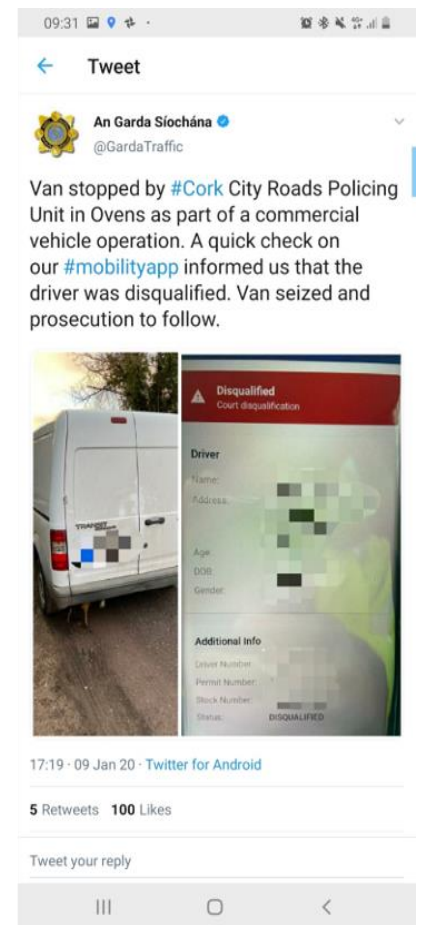 09:31
Tweet
An Garda Síochána
@GardaTraffic
Van stopped by #Cork City Roads Policing
Unit in Ovens as part of a commercial
vehicle operation. A quick check on
our #mobilityapp informed us that the
driver was disqualified. Van seized and
prosecution to follow.
TRANSIT
Disqualified
Court disqualification
Driver
Name:
Address:
Age:
DOB:
Gender:
Additional Info
Driver Number:
Permit Number:
Stock Number:
Status: DISQUALIFIED
17:19 · 09 Jan 20 · Twitter for Android
5 Retweets 100 Likes
Tweet your reply